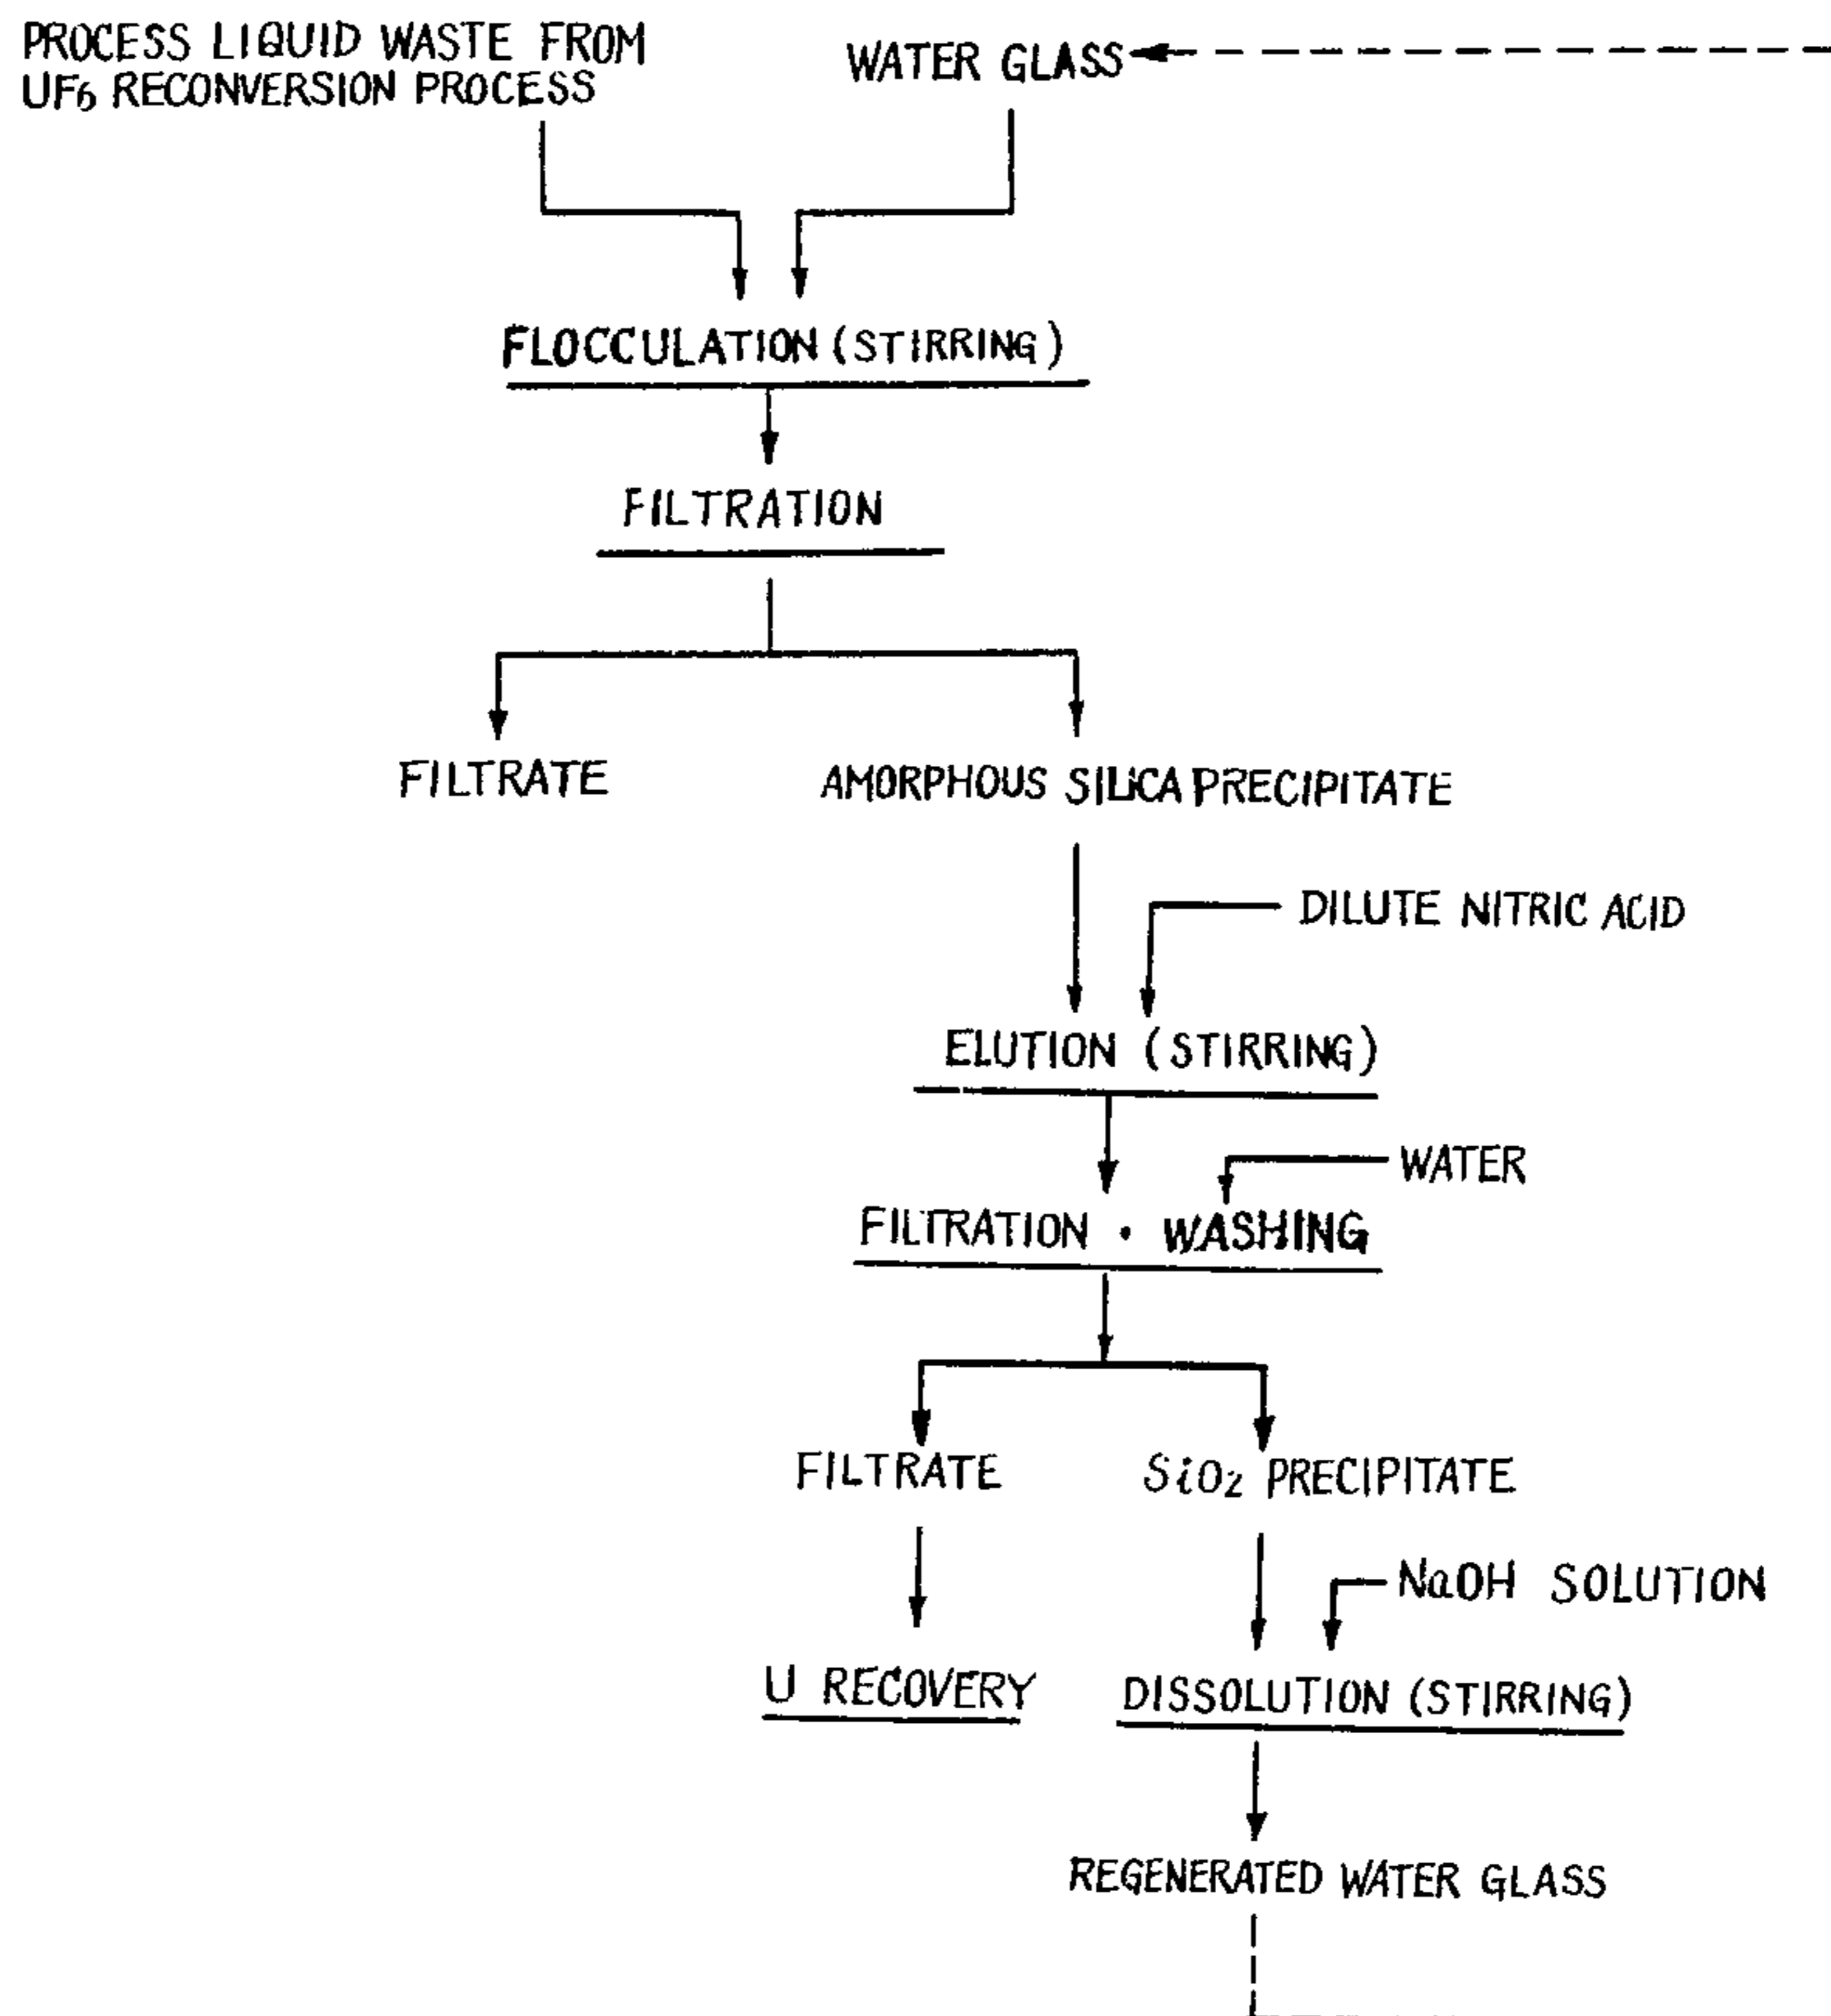 PROCESS LIQUID WASTE FROM
UF6 RECONVERSION PROCESS
WATER GLASS
FLOCCULATION (STIRRING)
FILTRATION
FILTRATE
AMORPHOUS SILICA PRECIPITATE
DILUTE NITRIC ACID
ELUTION (STIRRING)
WATER
FILTRATION · WASHING
FILTRATE
SiO2 PRECIPITATE
NaOH SOLUTION
U RECOVERY
DISSOLUTION (STIRRING)
REGENERATED WATER GLASS